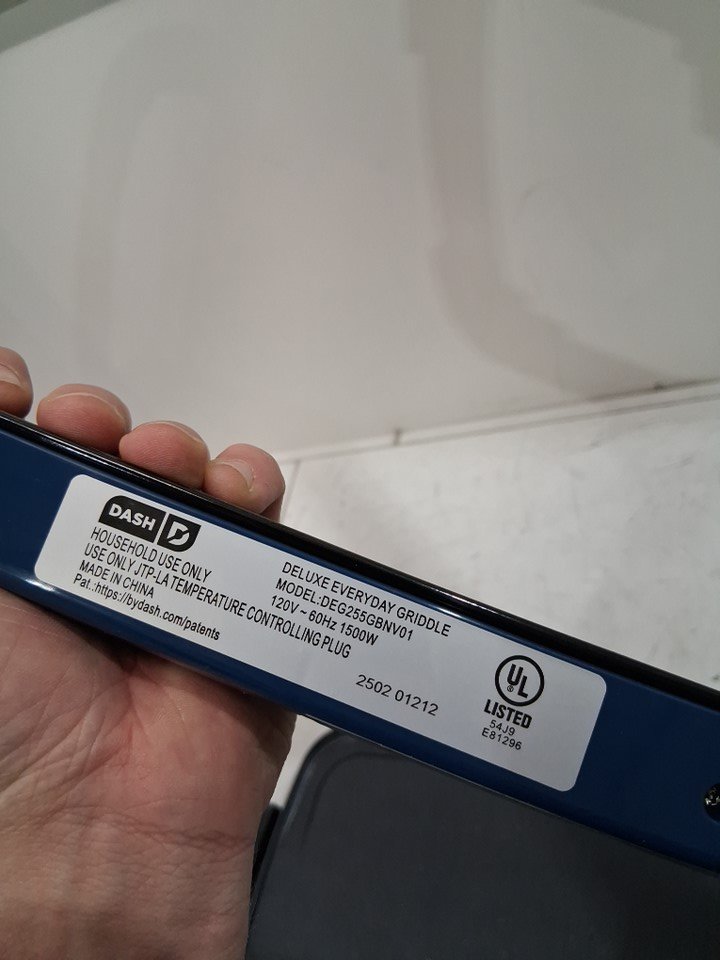 DASH D
HOUSEHOLD USE ONLY
USE ONLY JTP-LA TEMPERATURE CONTROLLING PLUG
MADE IN CHINA
Pat.:https://bydash.com/patents
DELUXE EVERYDAY GRIDDLE
MODEL:DEG255GBNV01
120V ~ 60Hz 1500W
2502 01212
UL
®
LISTED
54J9
E81296